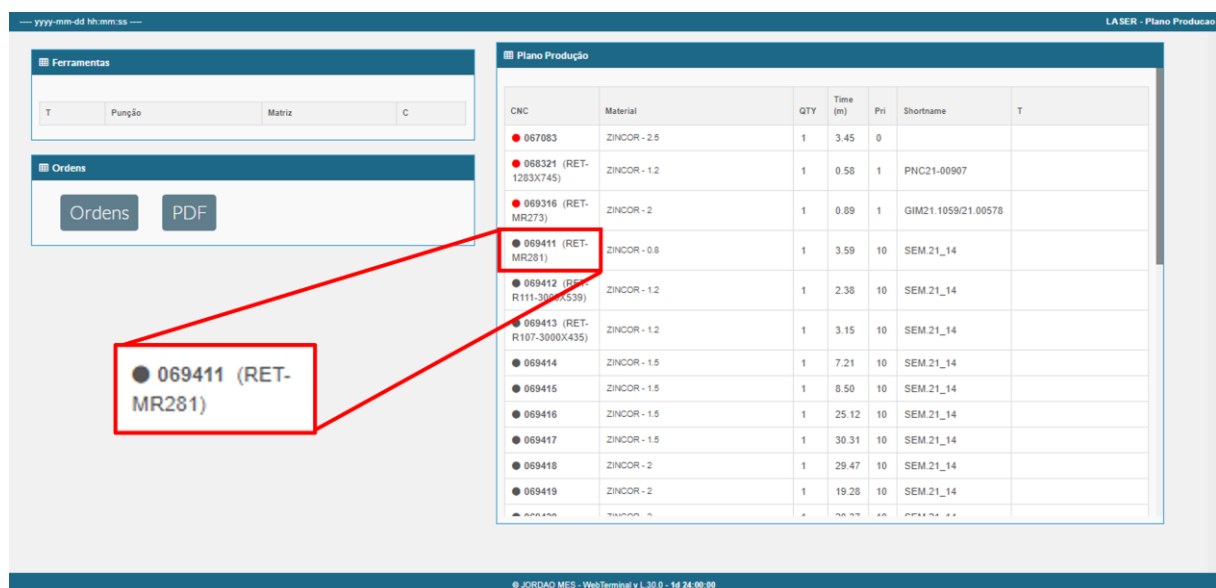 ---- yyyy-mm-dd hh:mm:ss ----
LASER - Plano Producao
Ferramentas
T Punção Matriz C
Ordens
Ordens PDF
069411 (RET-
MR281)
Plano Produção
CNC Material QTY Time (m) Pri Shortname T
067083 ZINCOR - 2.5 1 3.45 0
068321 (RET-
1283X745) ZINCOR - 1.2 1 0.58 1 PNC21-00907
069316 (RET-
MR273) ZINCOR - 2 1 0.89 1 GIM21.1059/21.00578
069411 (RET-
MR281) ZINCOR - 0.8 1 3.59 10 SEM.21_14
069412 (RET-
R111-3000X539) ZINCOR - 1.2 1 2.38 10 SEM.21_14
069413 (RET-
R107-3000X435) ZINCOR - 1.2 1 3.15 10 SEM.21_14
069414 ZINCOR - 1.5 1 7.21 10 SEM.21_14
069415 ZINCOR - 1.5 1 8.50 10 SEM.21_14
069416 ZINCOR - 1.5 1 25.12 10 SEM.21_14
069417 ZINCOR - 1.5 1 30.31 10 SEM.21_14
069418 ZINCOR - 2 1 29.47 10 SEM.21_14
069419 ZINCOR - 2 1 19.28 10 SEM.21_14
© JORDAO MES - WebTerminal v L.30.0 - 1d 24:00:00